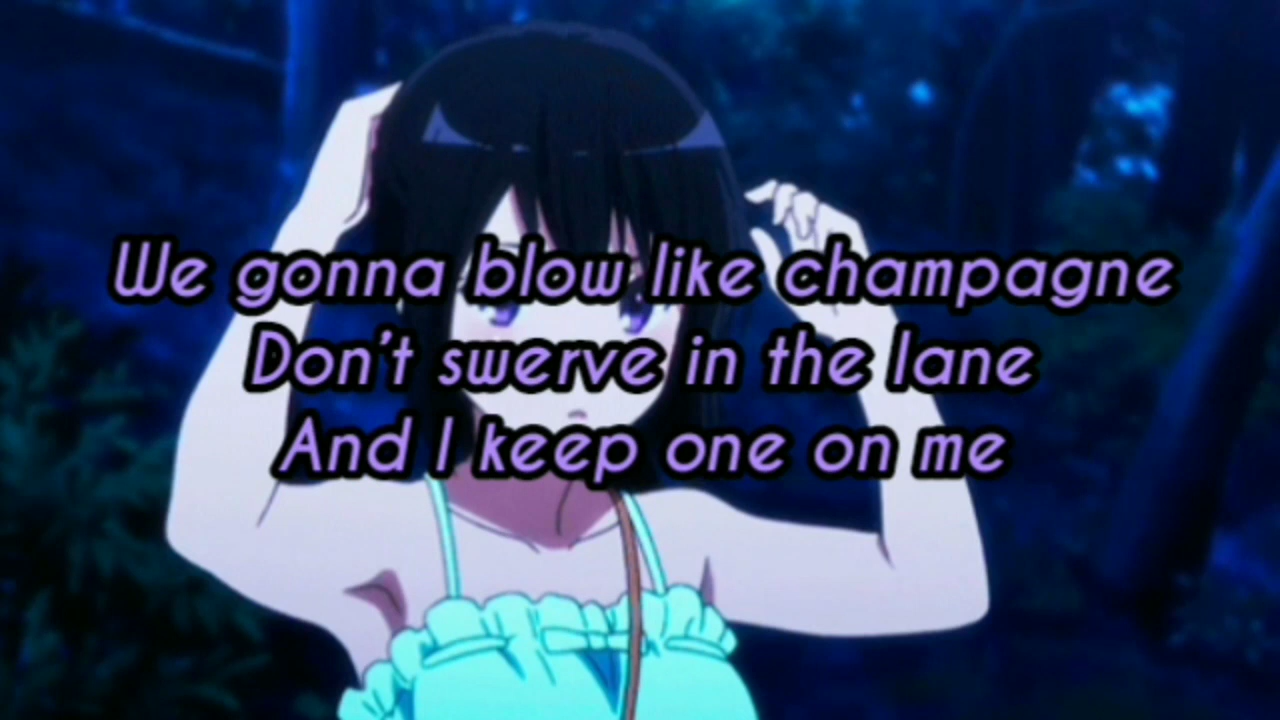 We gonna blow like champagne
Don't swerve in the lane
And I keep one on me